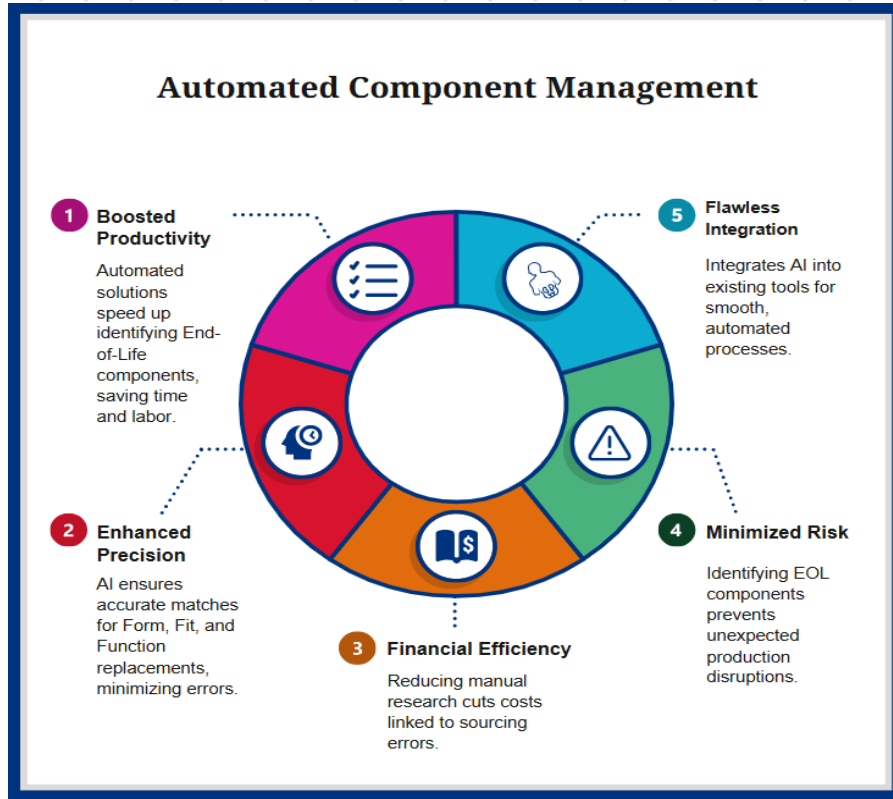 Automated Component Management
1
Boosted
Productivity
Automated
solutions
speed up
identifying End-
of-Life
components,
saving time
and labor.
2
Enhanced
Precision
AI ensures
accurate matches
for Form, Fit, and
Function
replacements,
minimizing errors.
$
3
Financial Efficiency
Reducing manual
research cuts costs
linked to sourcing
errors.
4
Minimized Risk
Identifying EOL
components
prevents
unexpected
production
disruptions.
5
Flawless
Integration
Integrates AI into
existing tools for
smooth,
automated
processes.